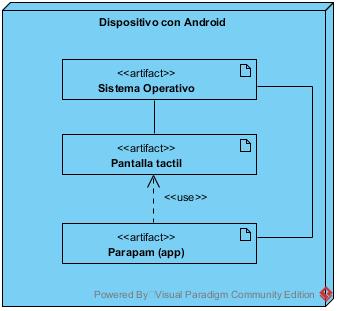 Dispositivo con Android
<<artifact>>
Sistema Operativo
<<artifact>>
Pantalla tactil
<<use>>
<<artifact>>
Parapam (app)
Powered By Visual Paradigm Community Edition